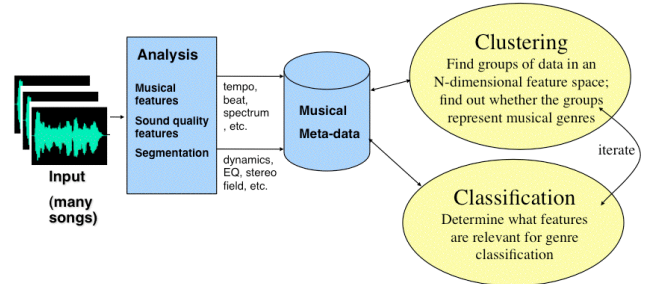 Input
(many
songs)
Analysis
Musical
features
Sound quality
features
Segmentation
tempo,
beat,
spectrum
, etc.
dynamics,
EQ, stereo
field, etc.
Musical
Meta-data
Clustering
Find groups of data in an
N-dimensional feature space;
find out whether the groups
represent musical genres
iterate
Classification
Determine what features
are relevant for genre
classification